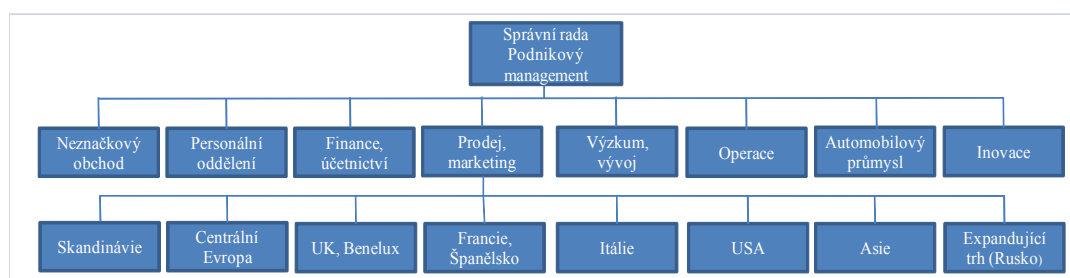 Správní rada
Podnikový
management
Neznačkový
obchod
Personální
oddělení
Finance,
účetnictví
Prodej,
marketing
Výzkum,
vývoj
Operace
Automobilový
průmysl
Inovace
Skandinávie
Centrální
Evropa
UK, Benelux
Francie,
Španělsko
Itálie
USA
Asie
Expandující
trh (Rusko)